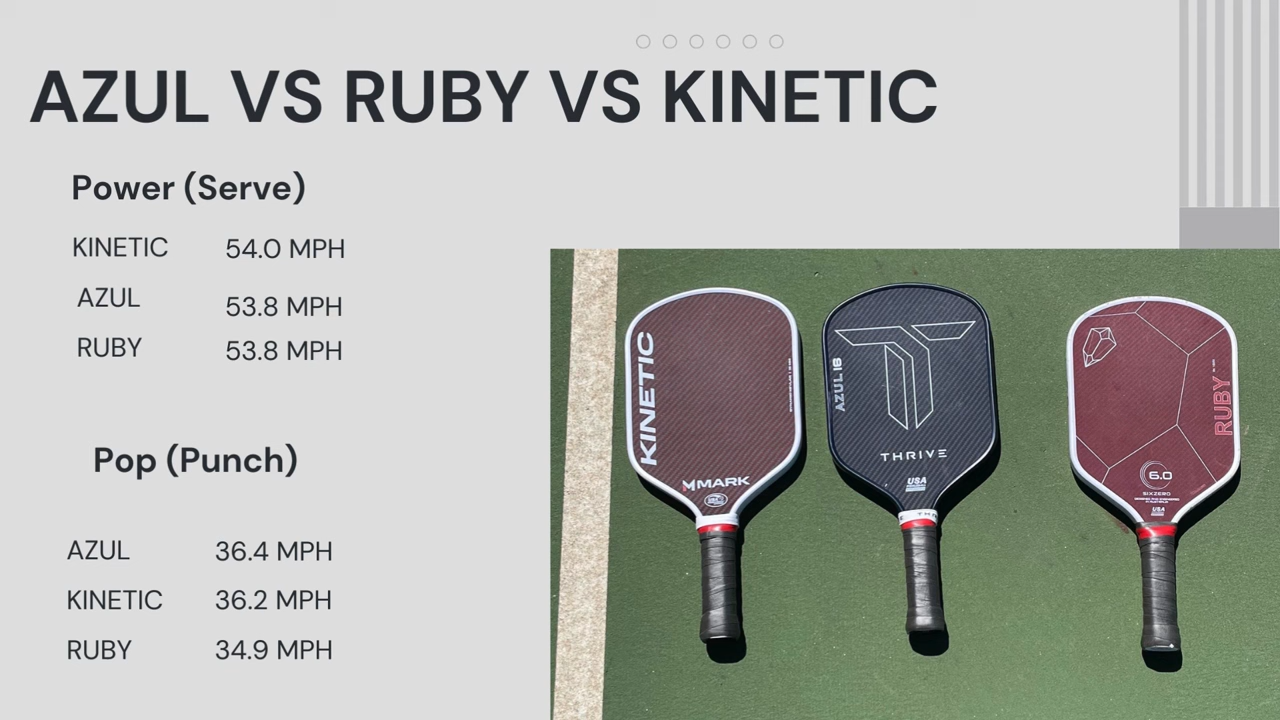 AZUL VS RUBY VS KINETIC
Power (Serve)
KINETIC 54.0 MPH
AZUL 53.8 MPH
RUBY 53.8 MPH
Pop (Punch)
AZUL 36.4 MPH
KINETIC 36.2 MPH
RUBY 34.9 MPH
KINETIC
MARK
AZUL 16
THRIVE
USA
RUBY
6.0
SIXZERO
USA